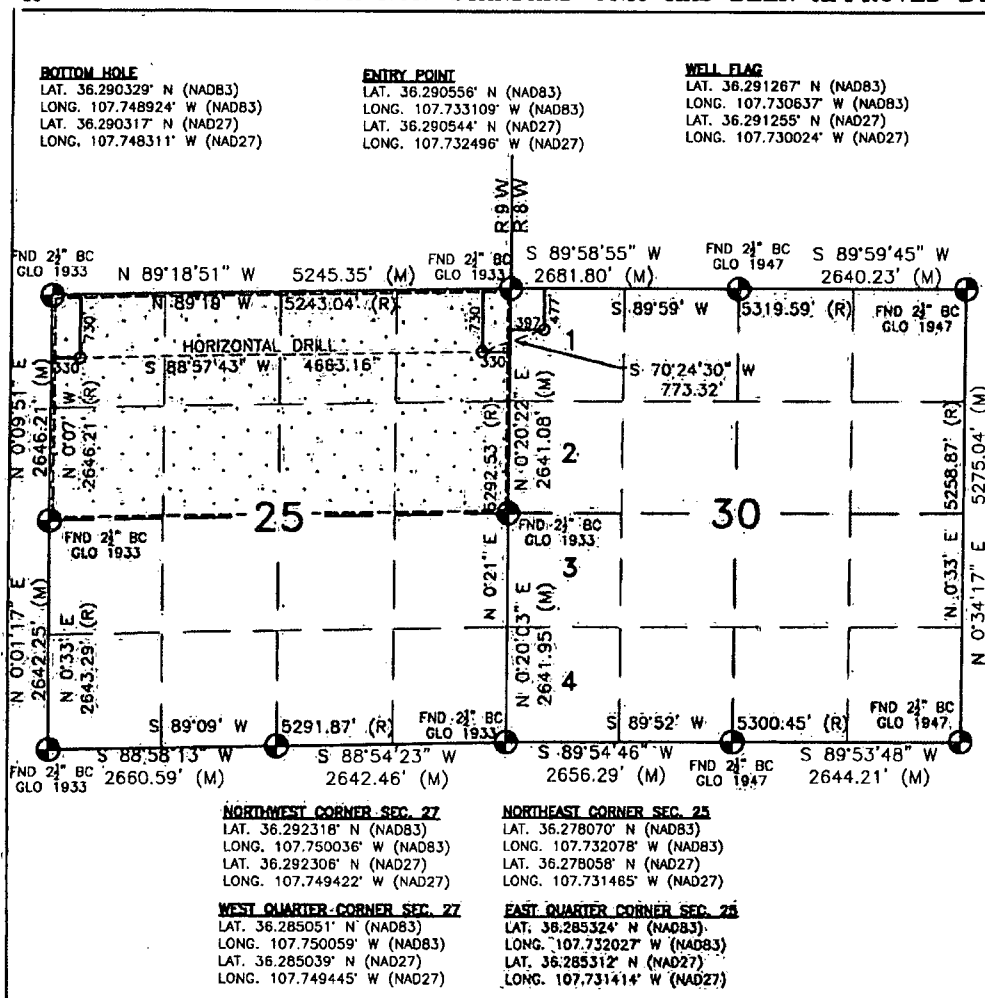 BOTTOM HOLE
LAT. 36.290329° N (NAD83)
LONG. 107.748924° W (NAD83)
LAT. 36.290317° N (NAD27)
LONG. 107.748311° W (NAD27)
ENTRY POINT
LAT. 36.290556° N (NAD83)
LONG. 107.733109° W (NAD83)
LAT. 36.290544° N (NAD27)
LONG. 107.732496° W (NAD27)
WELL FLAG
LAT. 36.291267° N (NAD83)
LONG. 107.730637° W (NAD83)
LAT. 36.291255° N (NAD27)
LONG. 107.730024° W (NAD27)
R 9 W
R 8 W
FND 2½" BC
GLO 1933
N 89°18'51" W 5245.35' (M)
FND 2½" BC
GLO 1933
S 89°58'55" W
2681.80' (M)
FND 2½" BC
GLO 1947
S 89°59'45" W
2640.23' (M)
N 89°18' W 5243.04' (R)
S 89°59' W 5319.59' (R)
FND 2½" BC
GLO 1947
730
730
397
477
HORIZONTAL DRILL
330
S 88°57'43" W 4663.16"
330
1
S 70°24'30" W
773.32'
N 0°09'51" E
2646.21' (M)
N 0°07' W
2646.21' (R)
5292.53 (R)
N 0°20'22" E
2641.08' (M)
2
5258.87' (R)
5275.04' (M)
25
30
FND 2½" BC
GLO 1933
FND 2½" BC
GLO 1933
3
N 0°01'17" E
2642.25' (M)
N 0°33' E
2643.29' (R)
N 0°21" E
N 0°20'03" E
2641.95' (M)
4
N 0°33' E
N 0°34'17" E
S 89°09' W 5291.87' (R)
FND 2½" BC
GLO 1933
S 89°52' W 5300.45' (R)
FND 2½" BC
GLO 1947
FND 2½" BC
GLO 1933
S 88°58'13" W
2660.59' (M)
S 88°54'23" W
2642.46' (M)
S 89°54'46" W
2656.29' (M)
FND 2½" BC
GLO 1947
S 89°53'48" W
2644.21' (M)
NORTHWEST CORNER SEC. 27
LAT. 36.292318° N (NAD83)
LONG. 107.750036° W (NAD83)
LAT. 36.292306° N (NAD27)
LONG. 107.749422° W (NAD27)
NORTHEAST CORNER SEC. 25
LAT. 36.278070° N (NAD83)
LONG. 107.732078° W (NAD83)
LAT. 36.278058° N (NAD27)
LONG. 107.731465° W (NAD27)
WEST QUARTER CORNER SEC. 27
LAT. 36.285051° N (NAD83)
LONG. 107.750059° W (NAD83)
LAT. 36.285039° N (NAD27)
LONG. 107.749445° W (NAD27)
EAST QUARTER CORNER SEC. 25
LAT. 36.285324° N (NAD83)
LONG. 107.732027° W (NAD83)
LAT. 36.285312° N (NAD27)
LONG. 107.731414° W (NAD27)